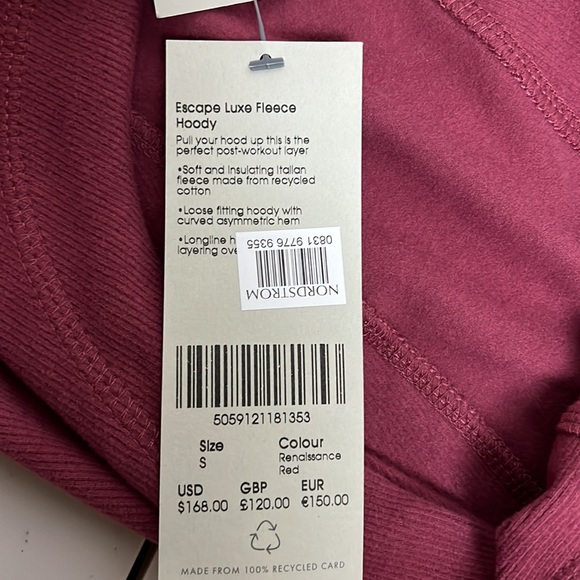 Escape Luxe Fleece
Hoody
Pull your hood up this is the
perfect post-workout layer
•Soft and insulating Italian
fleece made from recycled
cotton
•Loose fitting hoody with
curved asymmetric hem
•Longline
layering
0831 9776 9355
NORDSTROM
5059121181353
Size
S
Colour
Renaissance
Red
USD GBP EUR
$168.00 £120.00 €150.00
MADE FROM 100% RECYCLED CARD